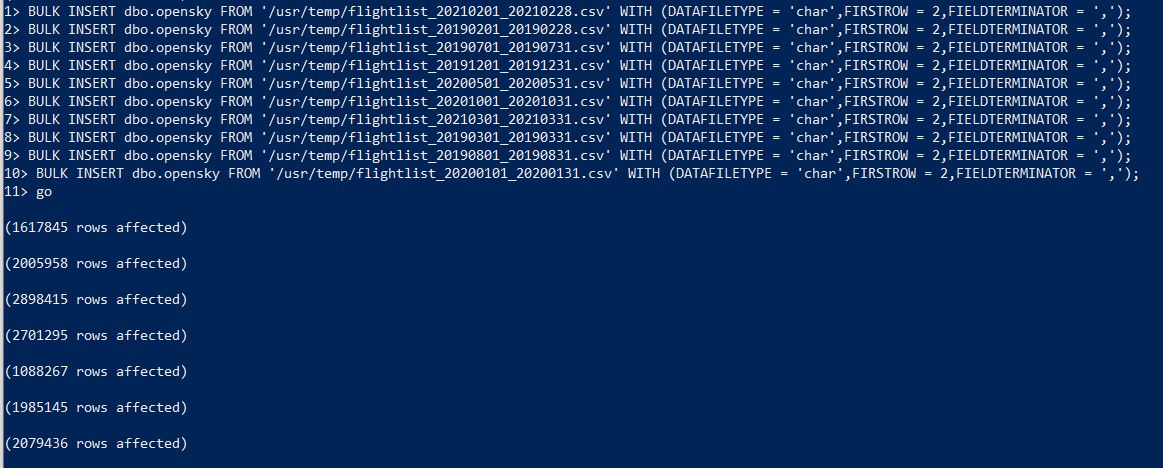 1> BULK INSERT dbo.opensky FROM '/usr/temp/flightlist_20210201_20210228.csv' WITH (DATAFILETYPE = 'char',FIRSTROW = 2,FIELDTERMINATOR = ',');
2> BULK INSERT dbo.opensky FROM '/usr/temp/flightlist_20190201_20190228.csv' WITH (DATAFILETYPE = 'char',FIRSTROW = 2,FIELDTERMINATOR = ',');
3> BULK INSERT dbo.opensky FROM '/usr/temp/flightlist_20190701_20190731.csv' WITH (DATAFILETYPE = 'char',FIRSTROW = 2,FIELDTERMINATOR = ',');
4> BULK INSERT dbo.opensky FROM '/usr/temp/flightlist_20191201_20191231.csv' WITH (DATAFILETYPE = 'char',FIRSTROW = 2,FIELDTERMINATOR = ',');
5> BULK INSERT dbo.opensky FROM '/usr/temp/flightlist_20200501_20200531.csv' WITH (DATAFILETYPE = 'char',FIRSTROW = 2,FIELDTERMINATOR = ',');
6> BULK INSERT dbo.opensky FROM '/usr/temp/flightlist_20201001_20201031.csv' WITH (DATAFILETYPE = 'char',FIRSTROW = 2,FIELDTERMINATOR = ',');
7> BULK INSERT dbo.opensky FROM '/usr/temp/flightlist_20210301_20210331.csv' WITH (DATAFILETYPE = 'char',FIRSTROW = 2,FIELDTERMINATOR = ',');
8> BULK INSERT dbo.opensky FROM '/usr/temp/flightlist_20190301_20190331.csv' WITH (DATAFILETYPE = 'char',FIRSTROW = 2,FIELDTERMINATOR = ',');
9> BULK INSERT dbo.opensky FROM '/usr/temp/flightlist_20190801_20190831.csv' WITH (DATAFILETYPE = 'char',FIRSTROW = 2,FIELDTERMINATOR = ',');
10> BULK INSERT dbo.opensky FROM '/usr/temp/flightlist_20200101_20200131.csv' WITH (DATAFILETYPE = 'char',FIRSTROW = 2,FIELDTERMINATOR = ',');
11> go
(1617845 rows affected)
(2005958 rows affected)
(2898415 rows affected)
(2701295 rows affected)
(1088267 rows affected)
(1985145 rows affected)
(2079436 rows affected)